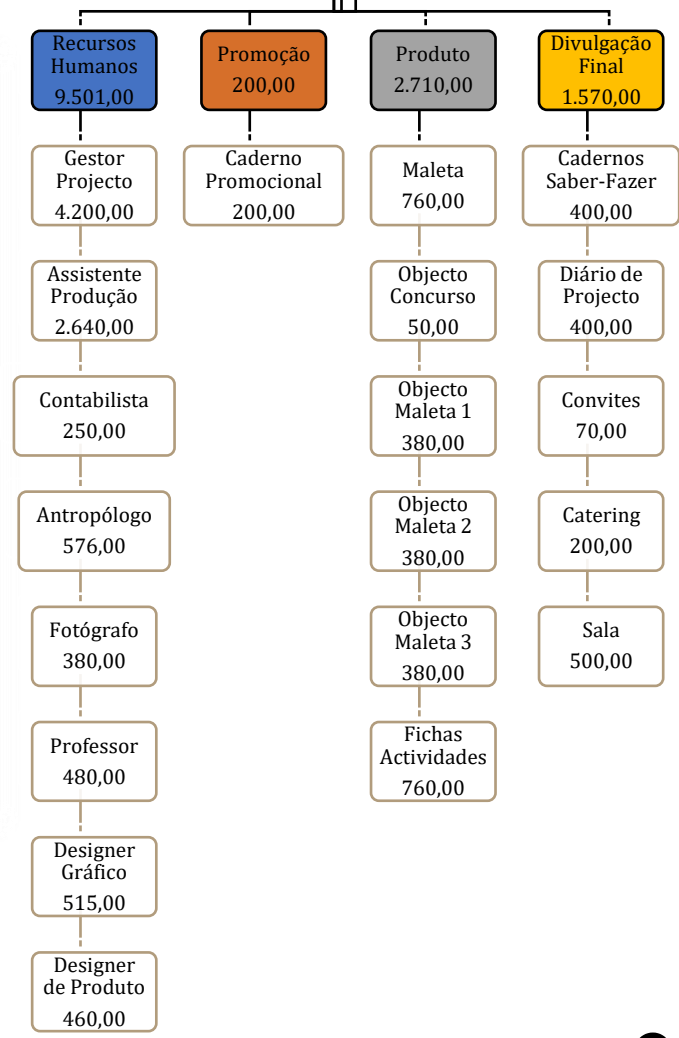 Recursos
Humanos
9.501,00
Gestor
Projecto
4.200,00
Assistente
Produção
2.640,00
Contabilista
250,00
Antropólogo
576,00
Fotógrafo
380,00
Professor
480,00
Designer
Gráfico
515,00
Designer
de Produto
460,00
Promoção
200,00
Caderno
Promocional
200,00
Produto
2.710,00
Maleta
760,00
Objecto
Concurso
50,00
Objecto
Maleta 1
380,00
Objecto
Maleta 2
380,00
Objecto
Maleta 3
380,00
Fichas
Actividades
760,00
Divulgação
Final
1.570,00
Cadernos
Saber-Fazer
400,00
Diário de
Projecto
400,00
Convites
70,00
Catering
200,00
Sala
500,00